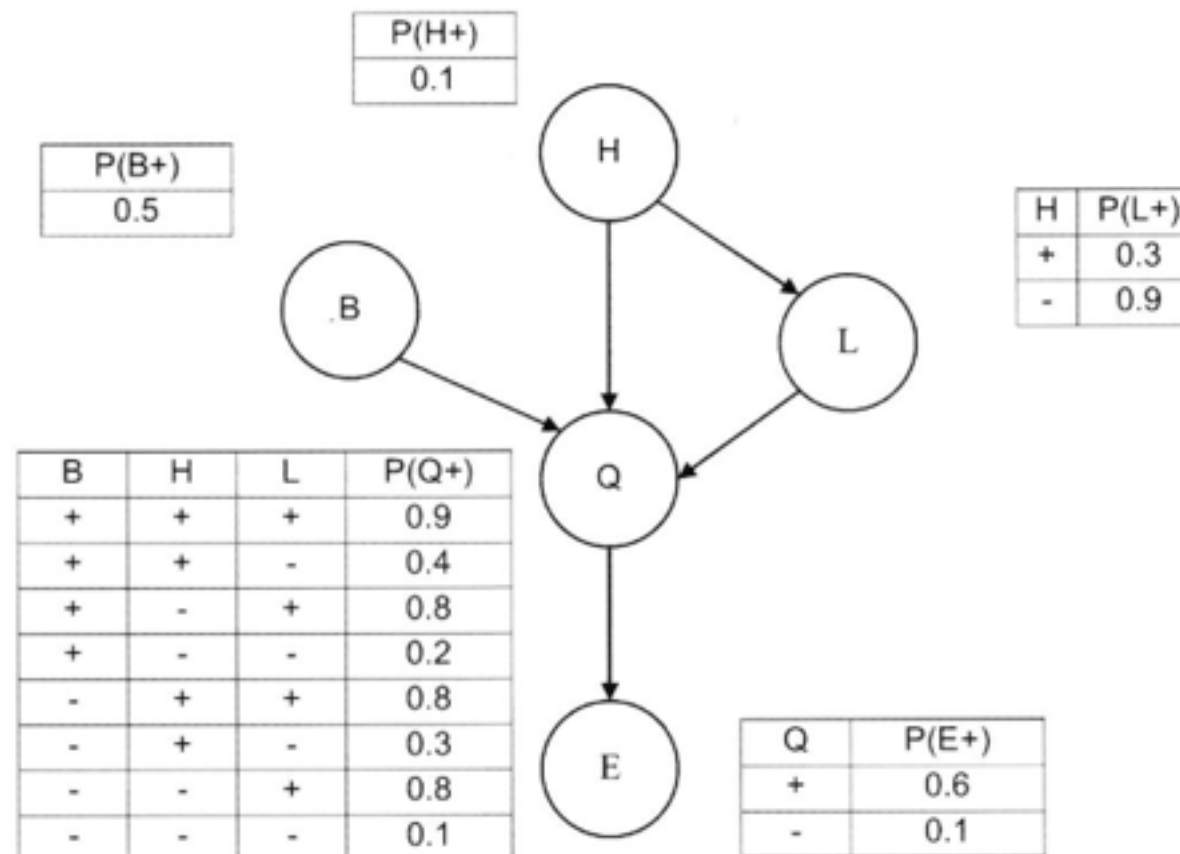 P(H+)
0.1
H
P(B+)
0.5
H P(L+)
+ 0.3
- 0.9
B
L
Q
B H L P(Q+)
+ + + 0.9
+ + - 0.4
+ - + 0.8
+ - - 0.2
- + + 0.8
- + - 0.3
- - + 0.8
- - - 0.1
E
Q P(E+)
+ 0.6
- 0.1